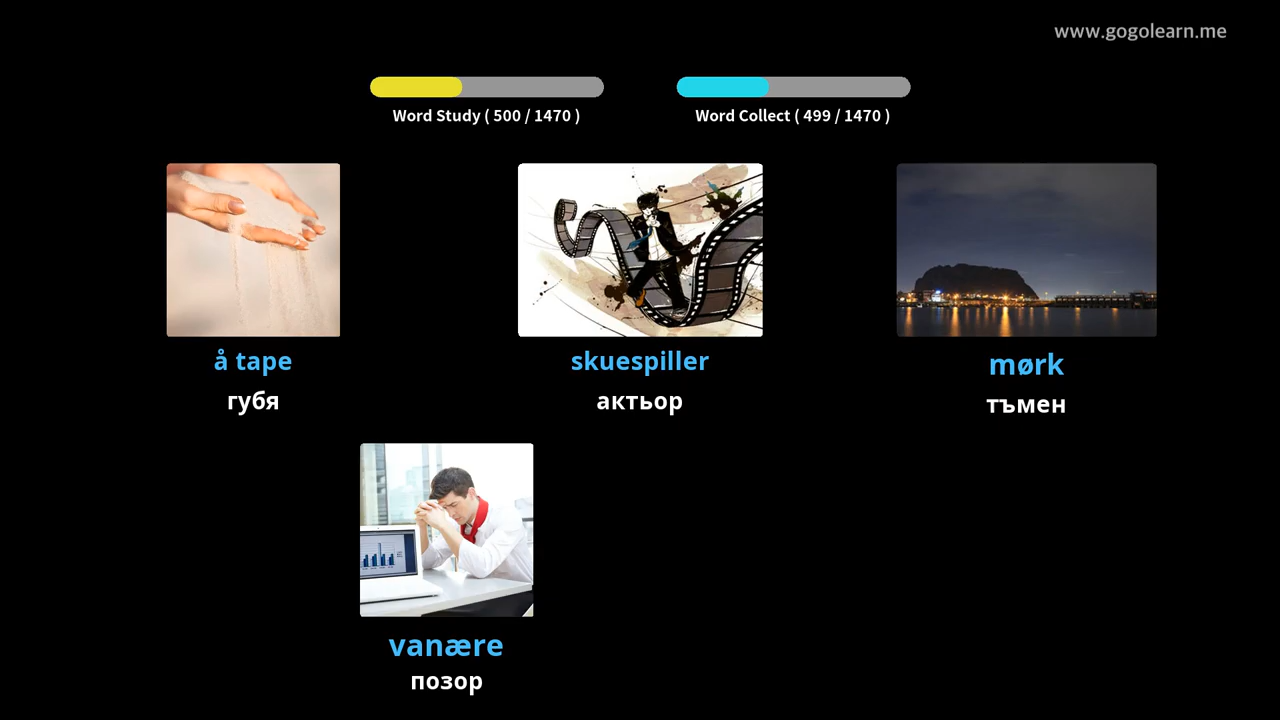 www.gogolearn.me
Word Study ( 500 / 1470 )
Word Collect ( 499 / 1470 )
å tape
губя
skuespiller
актьор
mørk
тъмен
vanære
позор